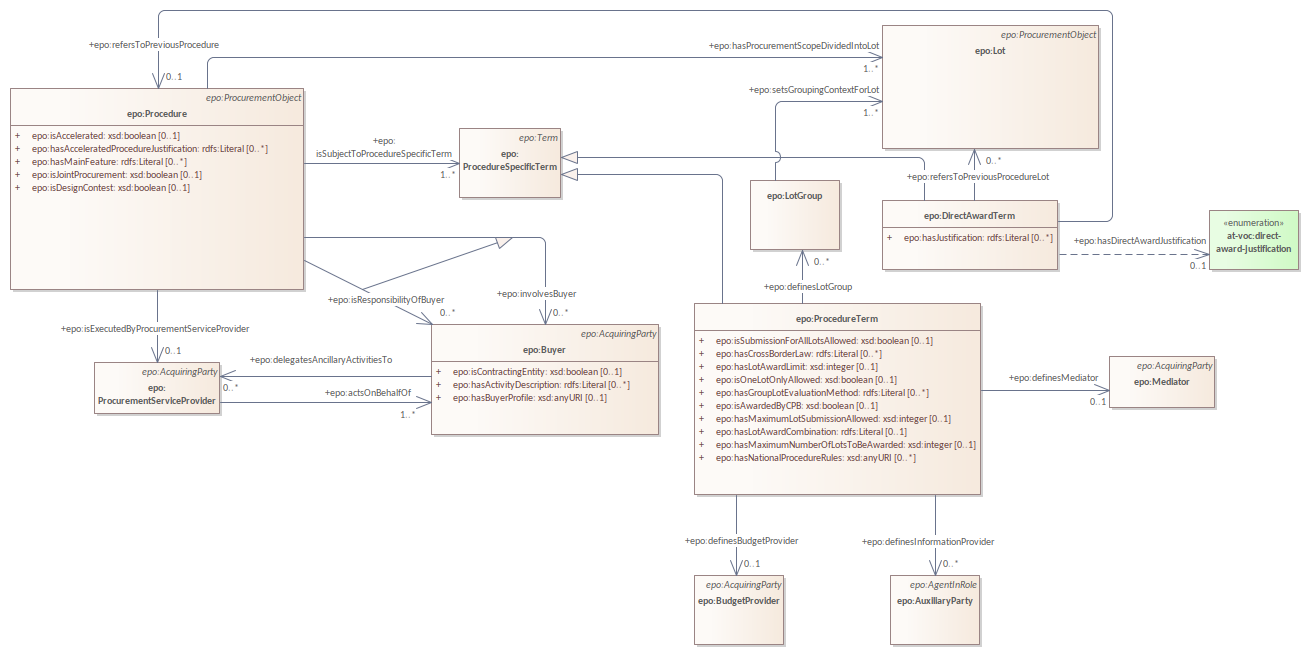 +epo:refersToPreviousProcedure
0..1
epo:ProcurementObject
epo:Procedure
+ epo:isAccelerated: xsd:boolean [0..1]
+ epo:hasAcceleratedProcedureJustification: rdfs:Literal [0..*]
+ epo:hasMainFeature: rdfs:Literal [0..*]
+ epo:isJointProcurement: xsd:boolean [0..1]
+ epo:isDesignContest: xsd:boolean [0..1]
+epo:hasProcurementScopeDividedIntoLot
1..*
epo:ProcurementObject
epo:Lot
+epo:setsGroupingContextForLot
1..*
+epo:
isSubjectToProcedureSpecificTerm
1..*
epo:Term
epo:
ProcedureSpecificTerm
0..*
+epo:refersToPreviousProcedureLot
epo:LotGroup
epo:DirectAwardTerm
+ epo:hasJustification: rdfs:Literal [0..*]
+epo:hasDirectAwardJustification
0..1
«enumeration»
at-voc:direct-
award-justification
0..*
+epo:definesLotGroup
+epo:isResponsibilityOfBuyer
0..*
+epo:involvesBuyer
0..*
+epo:isExecutedByProcurementServiceProvider
0..1
epo:AcquiringParty
epo:
ProcurementServiceProvider
+epo:delegatesAncillaryActivitiesTo
0..*
+epo:actsOnBehalfOf
1..*
epo:AcquiringParty
epo:Buyer
+ epo:isContractingEntity: xsd:boolean [0..1]
+ epo:hasActivityDescription: rdfs:Literal [0..*]
+ epo:hasBuyerProfile: xsd:anyURI [0..1]
epo:ProcedureTerm
+ epo:isSubmissionForAllLotsAllowed: xsd:boolean [0..1]
+ epo:hasCrossBorderLaw: rdfs:Literal [0..*]
+ epo:hasLotAwardLimit: xsd:integer [0..1]
+ epo:isOneLotOnlyAllowed: xsd:boolean [0..1]
+ epo:hasGroupLotEvaluationMethod: rdfs:Literal [0..*]
+ epo:isAwardedByCPB: xsd:boolean [0..1]
+ epo:hasMaximumLotSubmissionAllowed: xsd:integer [0..1]
+ epo:hasLotAwardCombination: rdfs:Literal [0..1]
+ epo:hasMaximumNumberOfLotsToBeAwarded: xsd:integer [0..1]
+ epo:hasNationalProcedureRules: xsd:anyURI [0..*]
+epo:definesMediator
0..1
epo:AcquiringParty
epo:Mediator
+epo:definesBudgetProvider
0..1
epo:AcquiringParty
epo:BudgetProvider
+epo:definesInformationProvider
0..*
epo:AgentInRole
epo:AuxiliaryParty